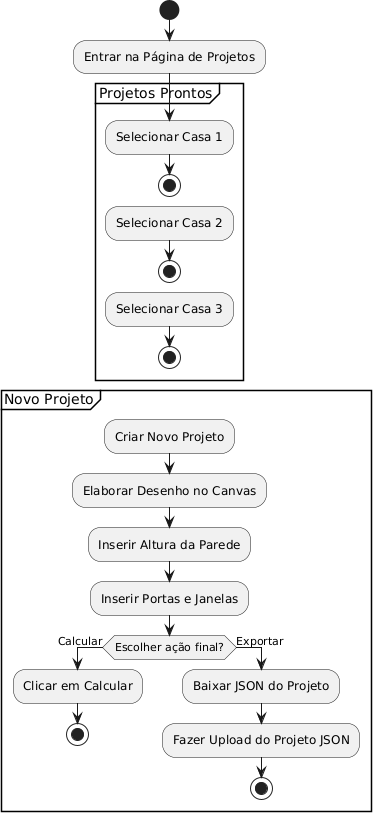 Entrar na Página de Projetos
Projetos Prontos
Selecionar Casa 1
Selecionar Casa 2
Selecionar Casa 3
Novo Projeto
Criar Novo Projeto
Elaborar Desenho no Canvas
Inserir Altura da Parede
Inserir Portas e Janelas
Calcular
Escolher ação final?
Exportar
Clicar em Calcular
Baixar JSON do Projeto
Fazer Upload do Projeto JSON